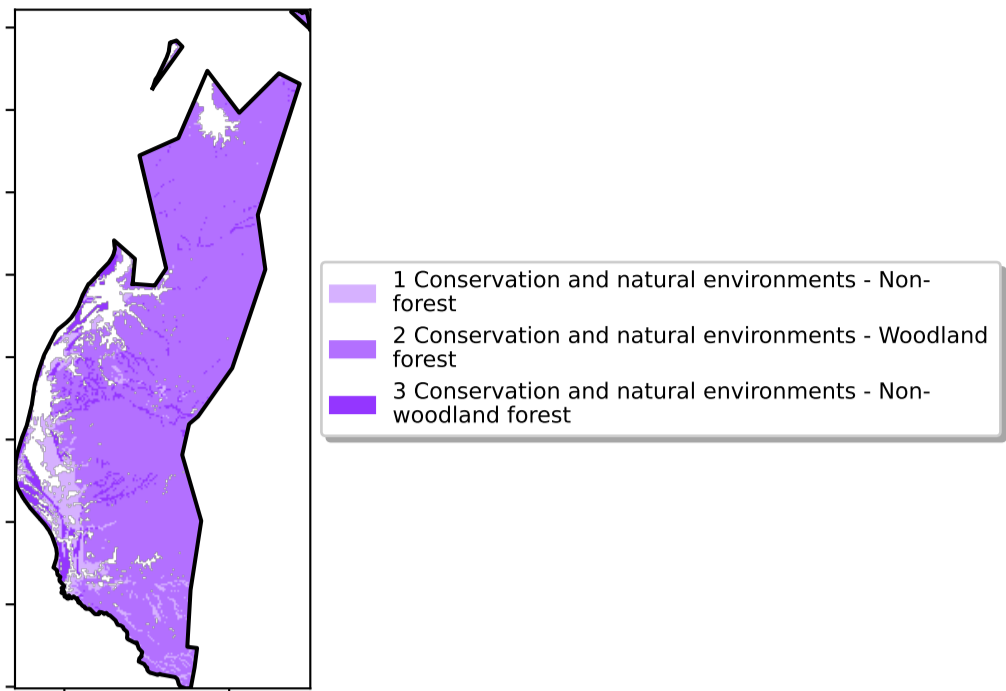 1 Conservation and natural environments - Non-
forest
2 Conservation and natural environments - Woodland
forest
3 Conservation and natural environments - Non-
woodland forest